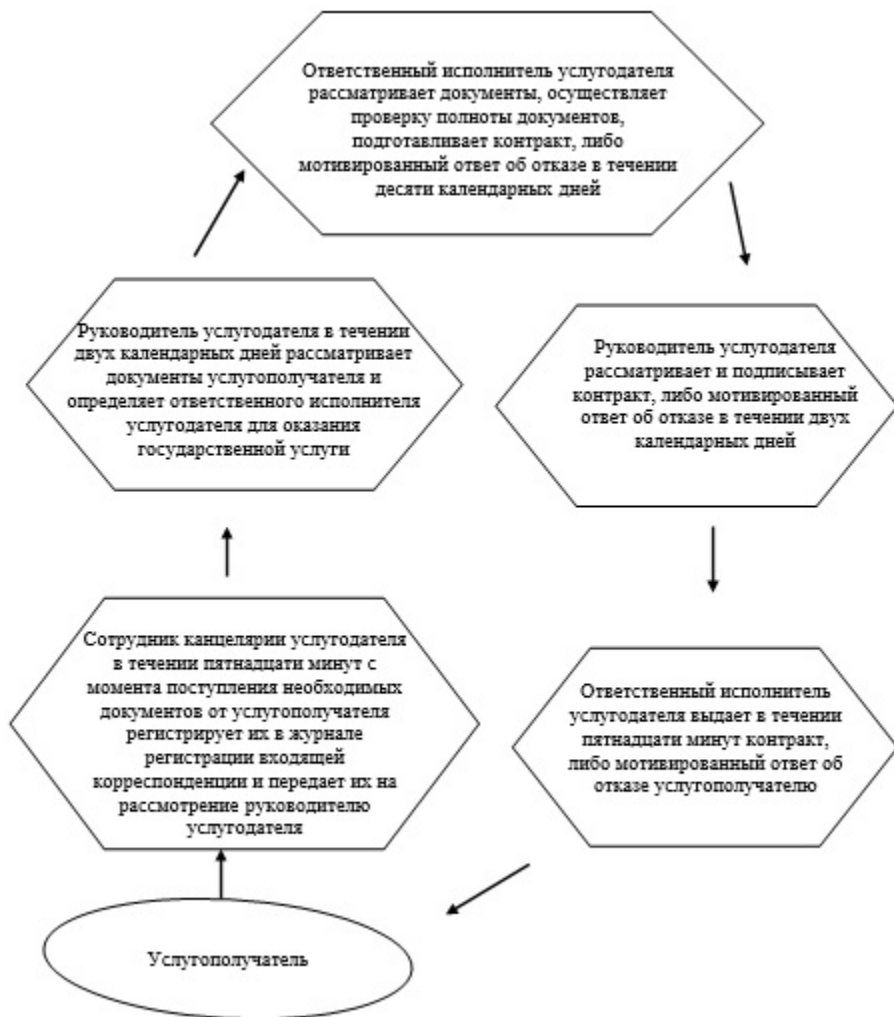 Ответственный исполнитель услугодателя
рассматривает документы, осуществляет
проверку полноты документов,
подготавливает контракт, либо
мотивированный ответ об отказе в течении
десяти календарных дней
Руководитель услугодателя в течении
двух календарных дней рассматривает
документы услугополучателя и
определяет ответственного исполнителя
услугодателя для оказания
государственной услуги
Руководитель услугодателя
рассматривает и подписывает
контракт, либо мотивированный
ответ об отказе в течении двух
календарных дней
Сотрудник канцелярии услугодателя
в течении пятнадцати минут с
момента поступления необходимых
документов от услугополучателя
регистрирует их в журнале
регистрации входящей
корреспонденции и передает их на
рассмотрение руководителю
услугодателя
Ответственный исполнитель
услугодателя выдает в течении
пятнадцати минут контракт,
либо мотивированный ответ об
отказе услугополучателю
Услугополучатель